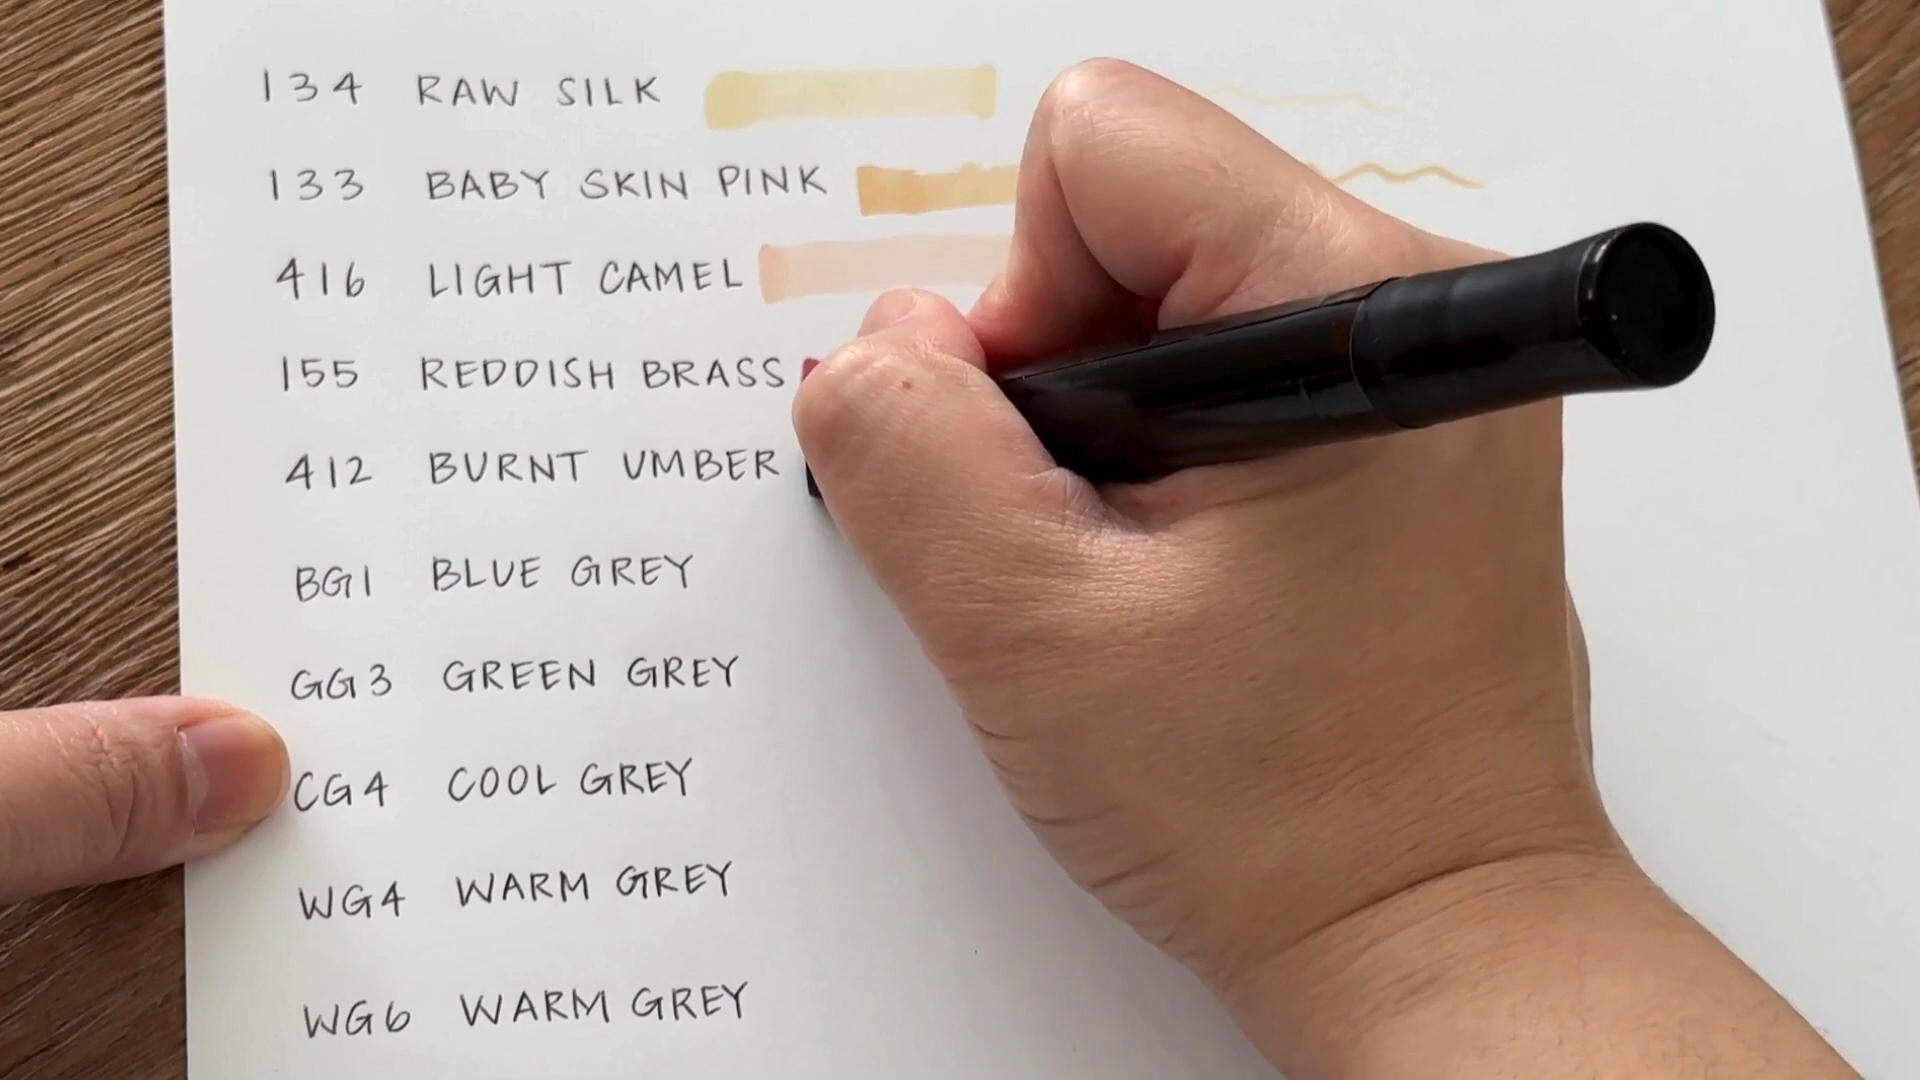 134 RAW SILK
133 BABY SKIN PINK
416 LIGHT CAMEL
155 REDDISH BRASS
412 BURNT UMBER
BG1 BLUE GREY
GG3 GREEN GREY
CG4 COOL GREY
WG4 WARM GREY
WG6 WARM GREY